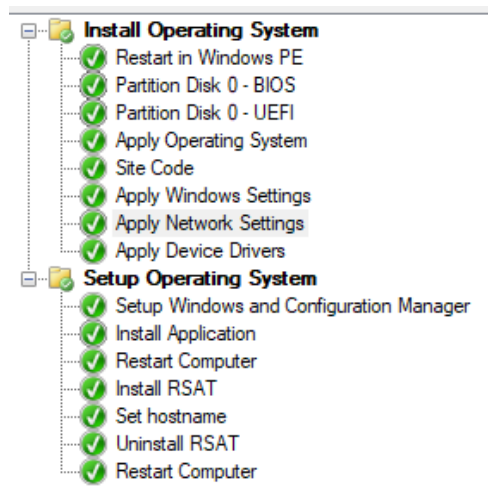 Install Operating System
Restart in Windows PE
Partition Disk 0 - BIOS
Partition Disk 0 - UEFI
Apply Operating System
Site Code
Apply Windows Settings
Apply Network Settings
Apply Device Drivers
Setup Operating System
Setup Windows and Configuration Manager
Install Application
Restart Computer
Install RSAT
Set hostname
Uninstall RSAT
Restart Computer